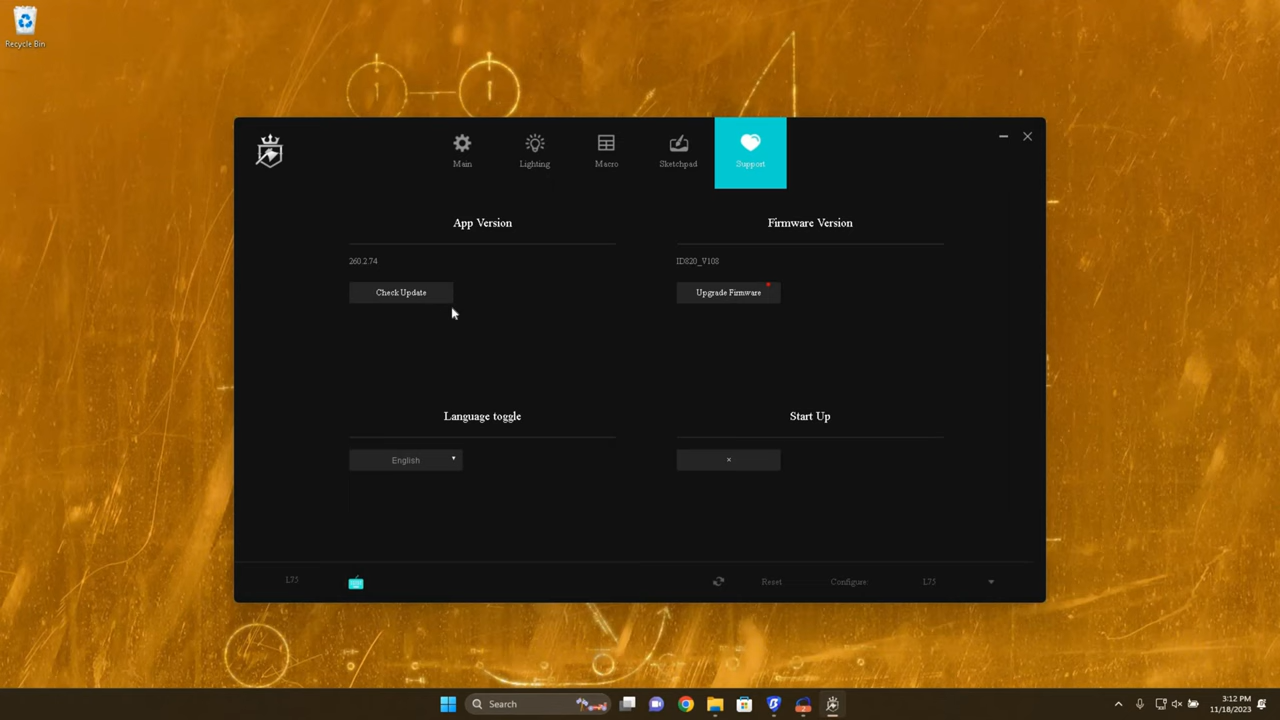 Recycle Bin
Main
Lighting
Macro
Sketchpad
Support
App Version
Firmware Version
260.2.74
ID820_V108
Check Update
Upgrade Firmware
Language toggle
Start Up
English
×
L75
Reset
Configure
L75
Search
2
3:12 PM
11/18/2023